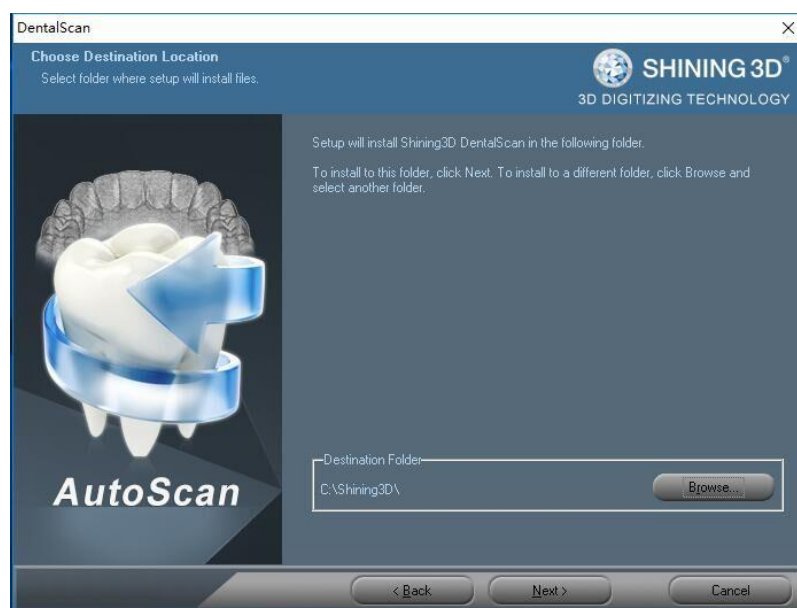 DentalScan
Choose Destination Location
Select folder where setup will install files.
SHINING 3D®
3D DIGITIZING TECHNOLOGY
Setup will install Shining3D DentalScan in the following folder.
To install to this folder, click Next. To install to a different folder, click Browse and
select another folder.
AutoScan
Destination Folder
C:\Shining3D\
Browse...
< Back
Next >
Cancel